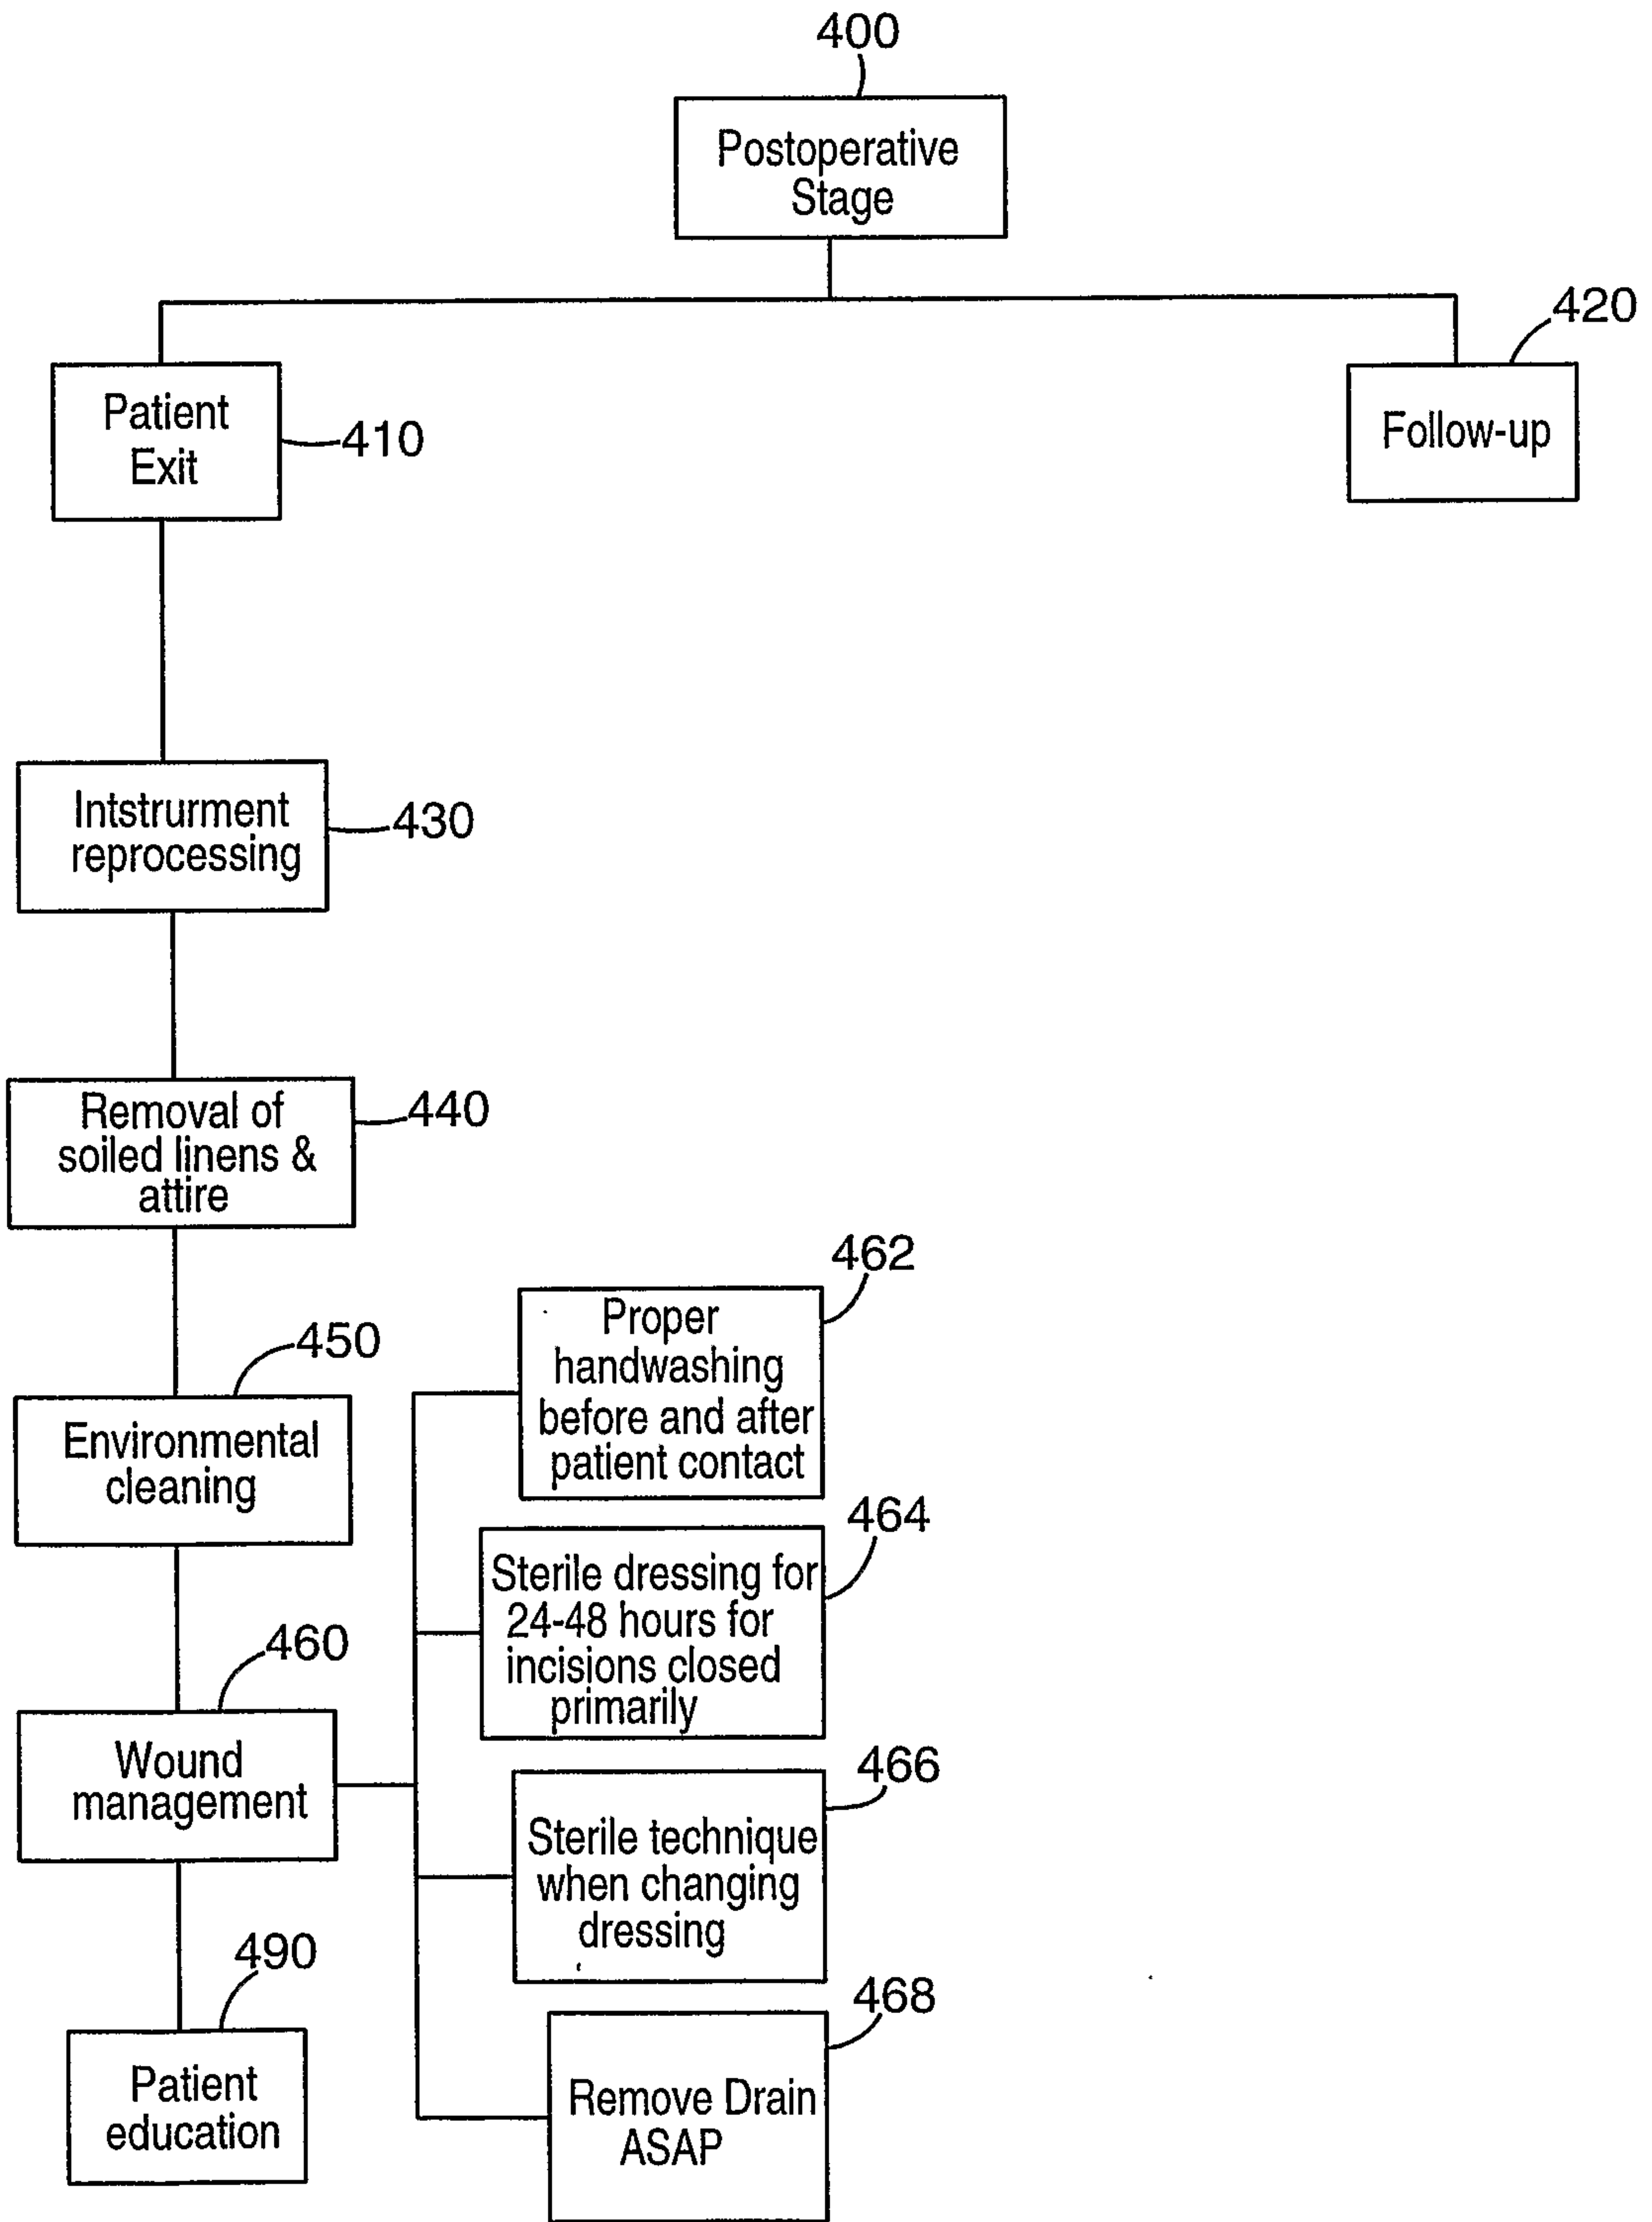 400
Postoperative
Stage
420
Patient
Exit
410
Follow-up
Intstrurment
reprocessing
430
Removal of
soiled linens &
attire
440
462
Proper
handwashing
before and after
patient contact
450
Environmental
cleaning
464
Sterile dressing for
24-48 hours for
incisions closed
primarily
460
Wound
management
466
Sterile technique
when changing
dressing
490
Patient
education
468
Remove Drain
ASAP